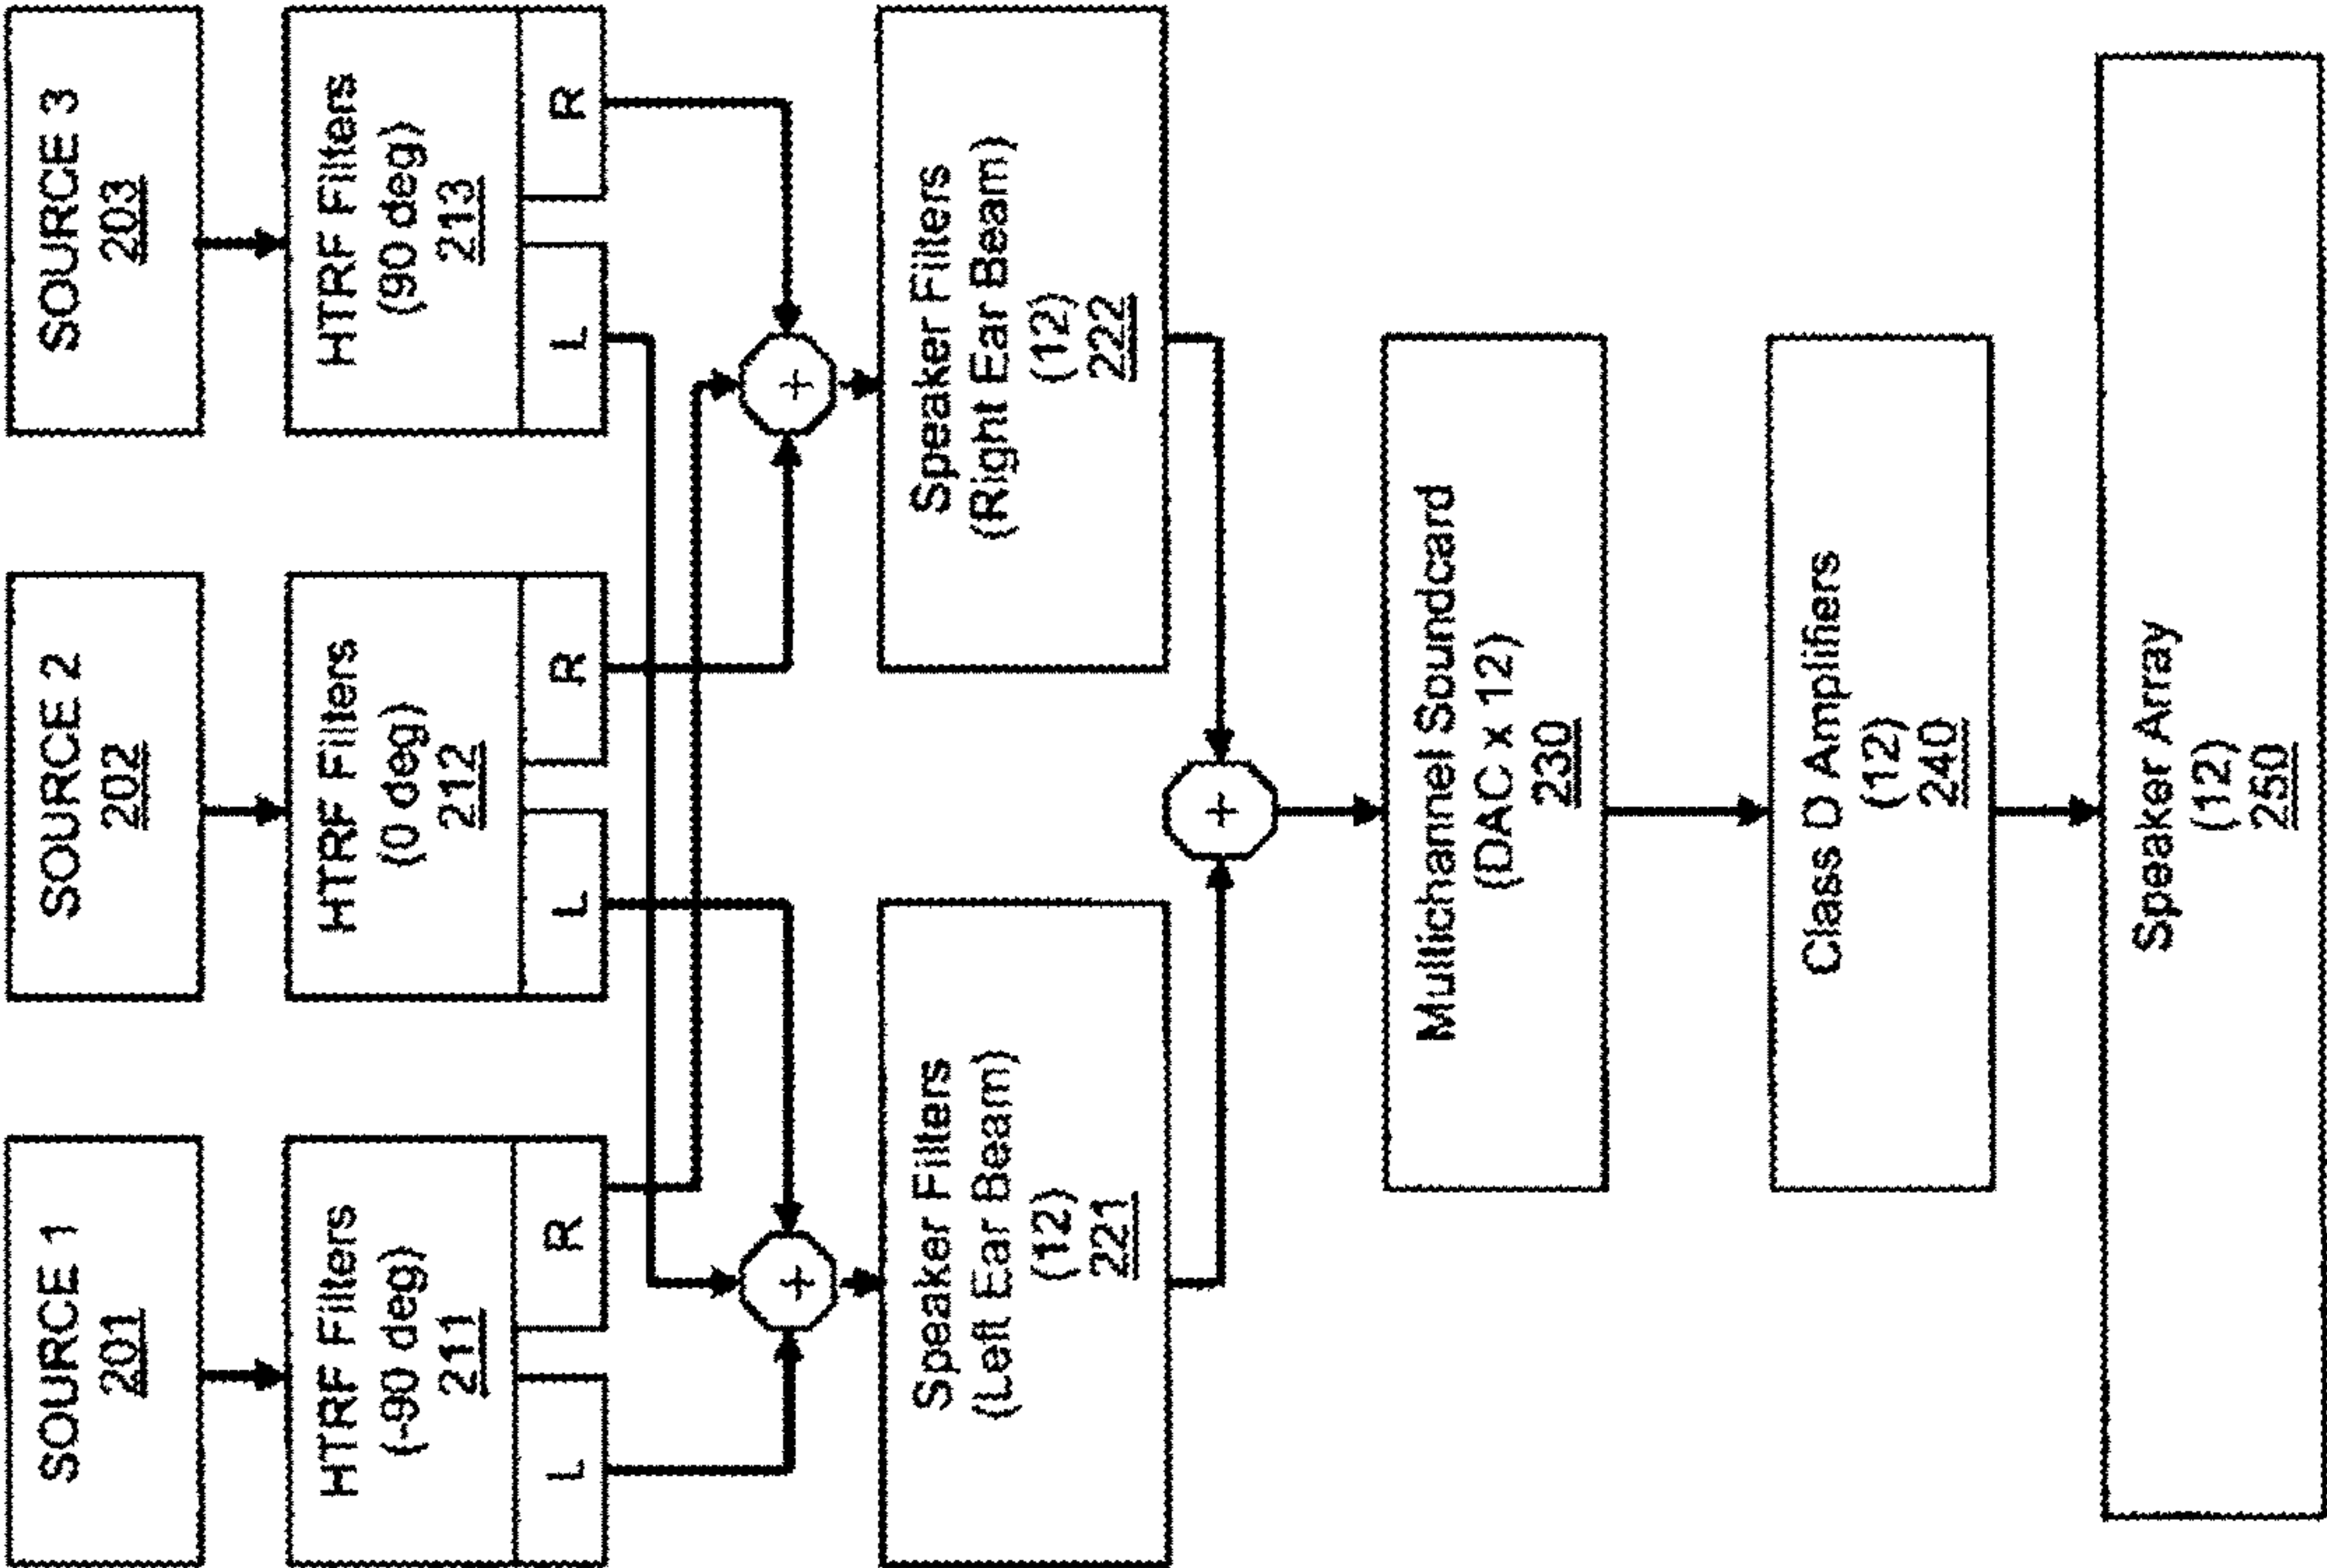 SOURCE 1
201
SOURCE 2
202
SOURCE 3
203
HTRF Filters
(-90 deg)
211
L
R
HTRF Filters
(0 deg)
212
L
R
HTRF Filters
(90 deg)
213
L
R
+
+
Speaker Filters
(Left Ear Beam)
(12)
221
Speaker Filters
(Right Ear Beam)
(12)
222
+
Multichannel Soundcard
(DAC x 12)
230
Class D Amplifiers
(12)
240
Speaker Array
(12)
250